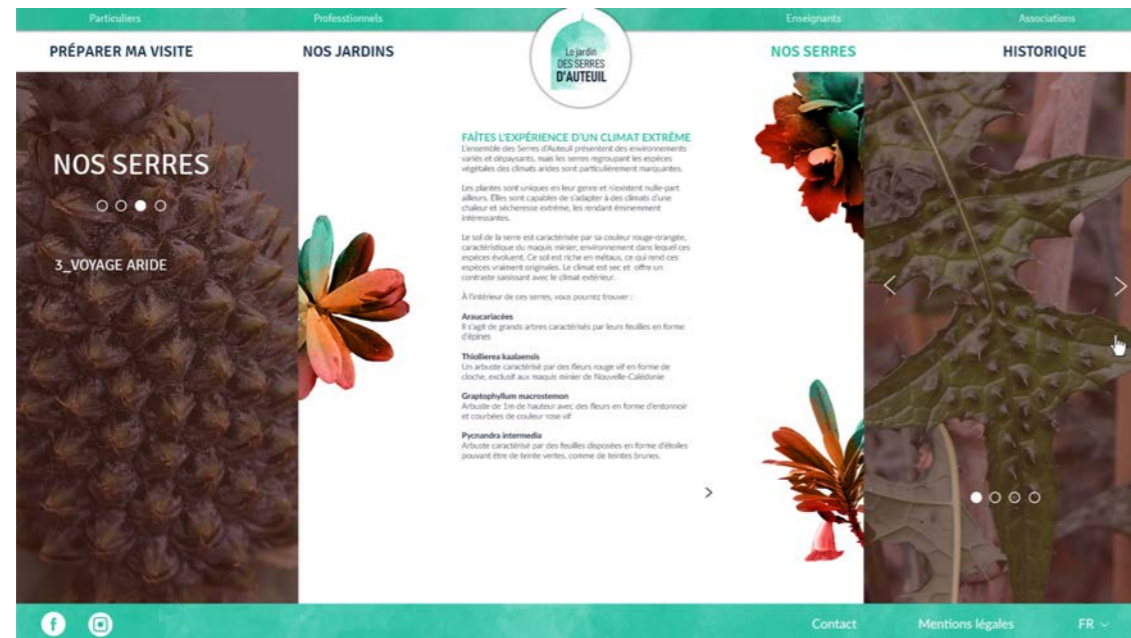 Particuliers
Professtionnels
Enseignants
Associations
PRÉPARER MA VISITE
NOS JARDINS
Le jardin
DES SERRES
D'AUTEUIL
NOS SERRES
HISTORIQUE
NOS SERRES
3_VOYAGE ARIDE
FAÎTES L'EXPÉRIENCE D'UN CLIMAT EXTRÊME
L'ensemble des Serres d'Auteuil présentent des environnements
variés et dépaysants, mais les serres regroupant les espèces
végétales des climats arides sont particulièrement marquantes.
Les plantes sont uniques en leur genre et n'existent nulle-part
ailleurs. Elles sont capables de s'adapter à des climats d'une
chaleur et sécheresse extrême, les rendant éminemment
intéressantes.
Le sol de la serre est caractérisée par sa couleur rouge-orangée,
caractéristique du maquis minier, environnement dans lequel ces
espèces évoluent. Ce sol est riche en métaux, ce qui rend ces
espèces vraiment originales. Le climat est sec et offre un
contraste saisissant avec le climat extérieur.
À l'intérieur de ces serres, vous pourrez trouver :
Araucariacées
Il s'agit de grands artres caractérisés par leurs feuilles en forme
d'épines
Thiollierea kaalaensis
Un arbuste caractérisé par des fleurs rouge vif en forme de
cloche, exclusif aux maquis minier de Nouvelle-Calédonie
Graptophyllum macrostemon
Arbuste de 1m de hauteur avec des fleurs en forme d'entonnoir
et courbées de couleur rose vif
Pycnandra intermedia
Arbuste caractérisé par des feuilles disposées en forme d'étoiles
pouvant être de teinte vertes, comme de teintes brunes.
Contact
Mentions légales
FR